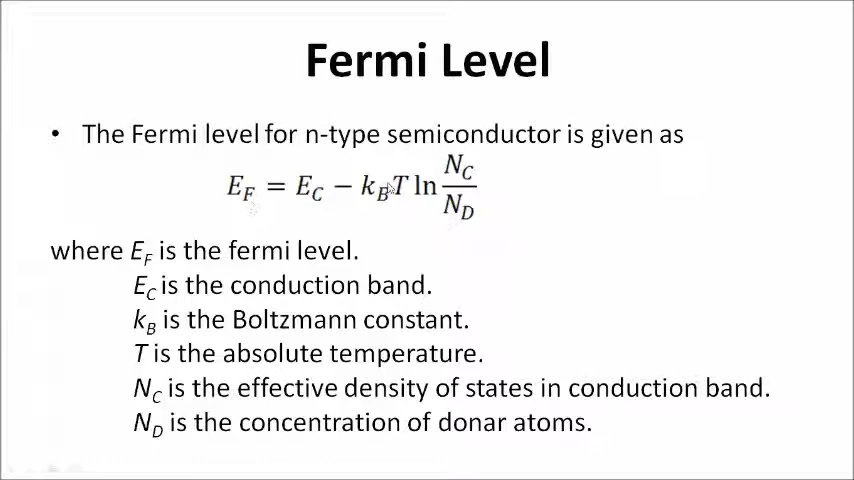 Fermi Level
• The Fermi level for n-type semiconductor is given as
E_F = E_C − k_B T ln N_C/N_D
where E_F is the fermi level.
E_C is the conduction band.
k_B is the Boltzmann constant.
T is the absolute temperature.
N_C is the effective density of states in conduction band.
N_D is the concentration of donar atoms.